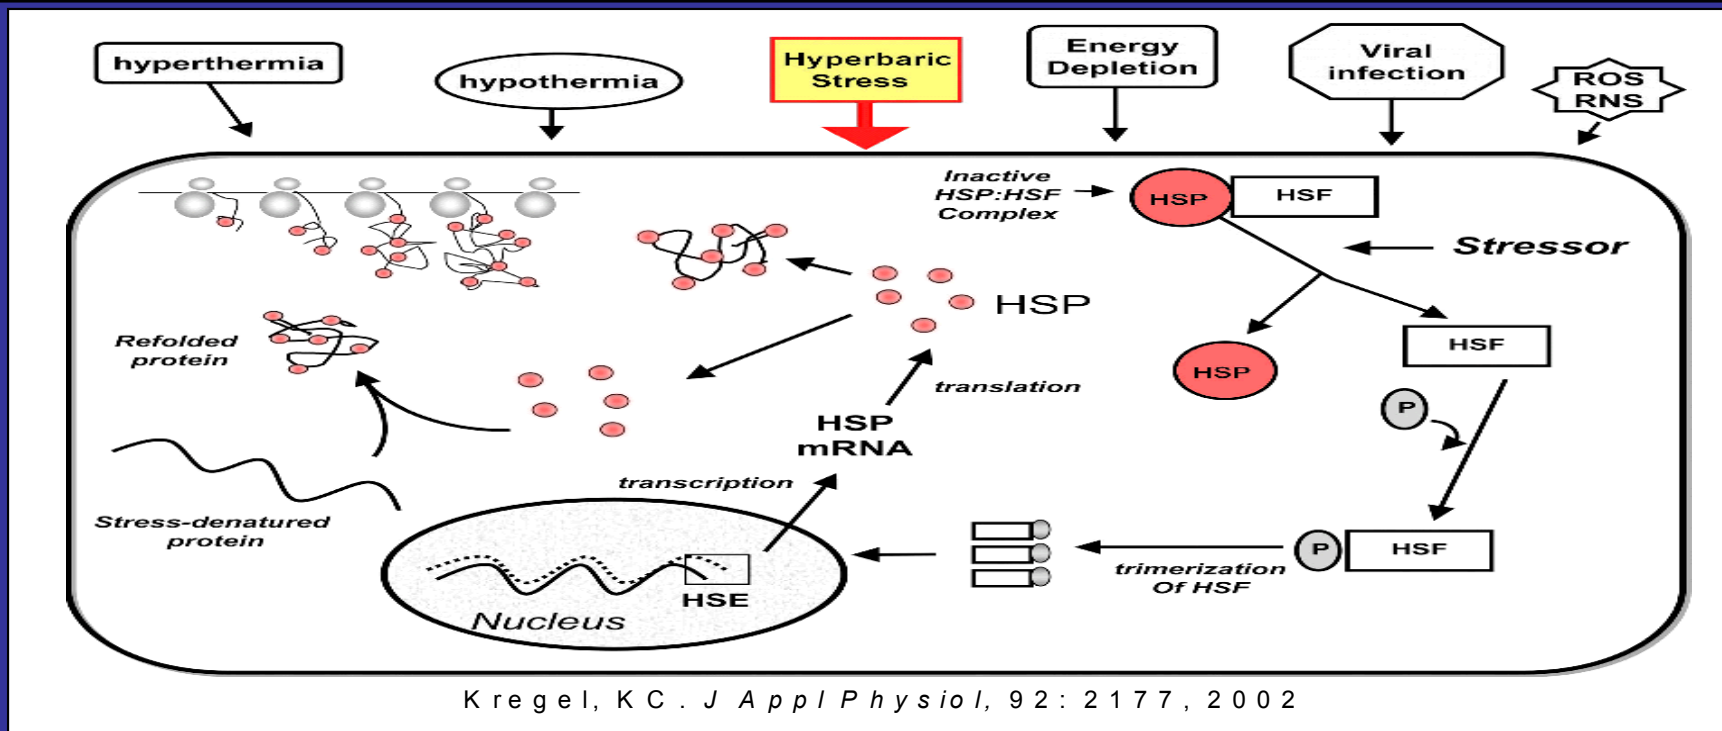 hyperthermia
hypothermia
Hyperbaric
Stress
Energy
Depletion
Viral
infection
ROS
RNS
Inactive
HSP:HSF
Complex
HSP
HSF
Stressor
HSP
HSF
HSP
P
Refolded
protein
translation
HSP
mRNA
transcription
Stress-denatured
protein
P
HSF
trimerization
Of HSF
HSE
Nucleus
Kregel, KC. J Appl Physiol, 92: 2177, 2002